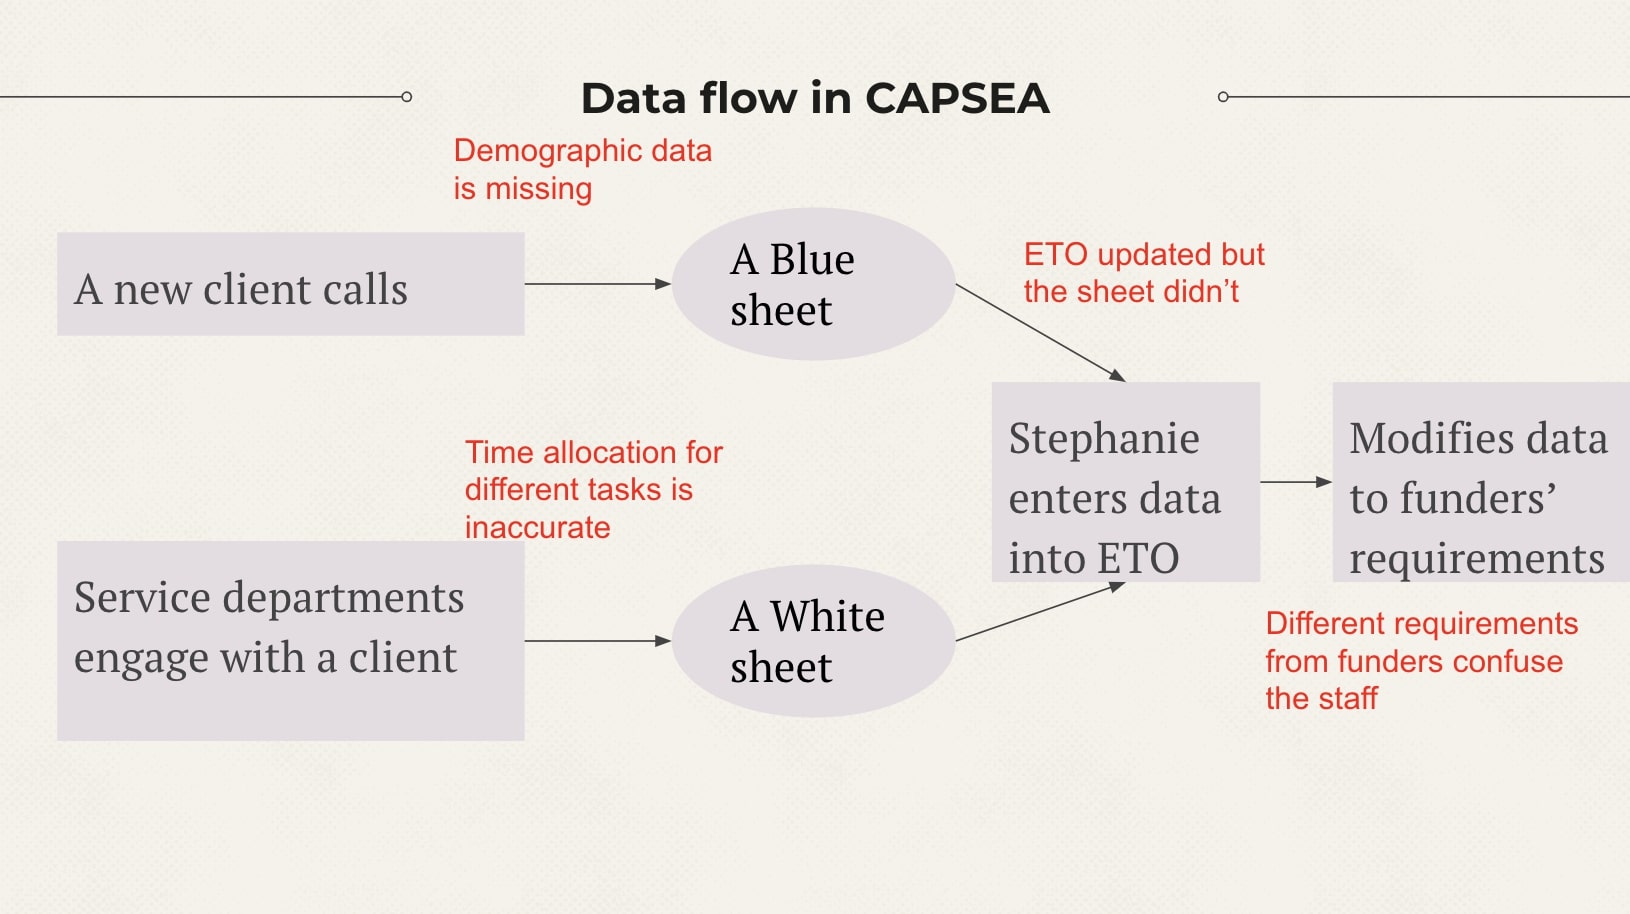 Data flow in CAPSEA
Demographic data
is missing
A new client calls
A Blue
sheet
ETO updated but
the sheet didn’t
Time allocation for
different tasks is
inaccurate
Service departments
engage with a client
A White
sheet
Stephanie
enters data
into ETO
Modifies data
to funders’
requirements
Different requirements
from funders confuse
the staff